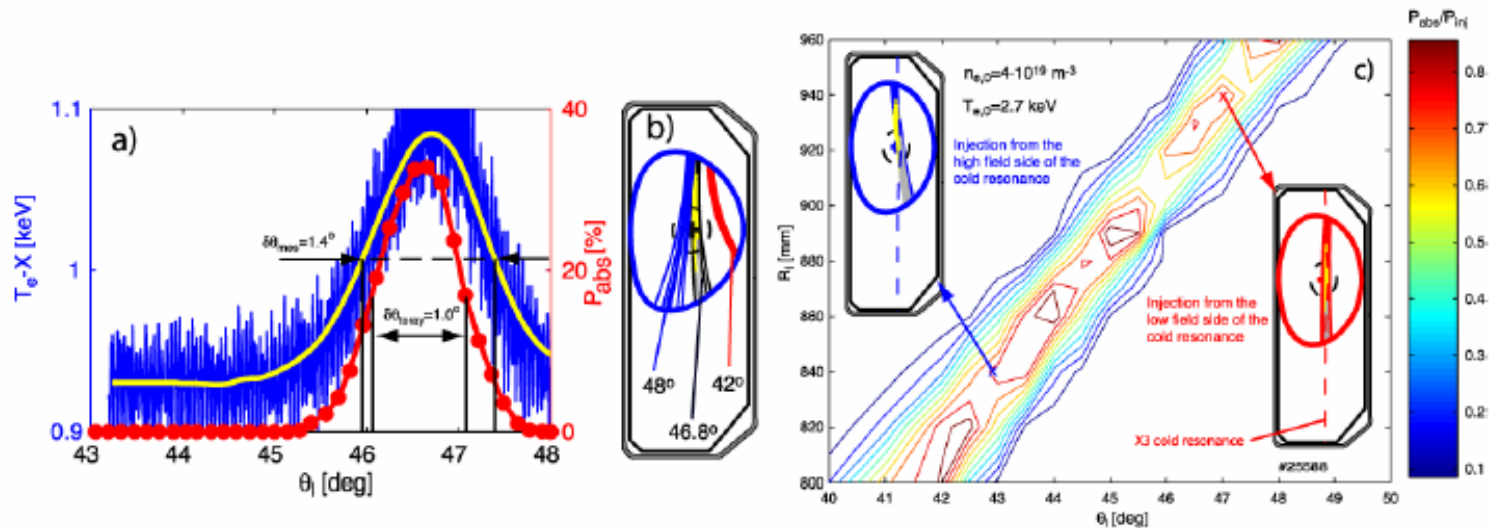 a)
1.1
1
0.9
Te-X [keV]
40
20
0
Pabs [%]
δθmes=1.4°
δθtoray=1.0°
43 44 45 46 47 48
θl [deg]
b)
48°
42°
46.8°
c)
960
940
920
900
880
860
840
820
800
Rl [mm]
ne,0=4·10¹⁹ m⁻³
Te,0=2.7 keV
Injection from the
high field side of the
cold resonance
Injection from the
low field side of the
cold resonance
X3 cold resonance
#25588
40 41 42 43 44 45 46 47 48 49 50
θl [deg]
Pabs/Pinj
0.8
0.7
0.6
0.5
0.4
0.3
0.2
0.1